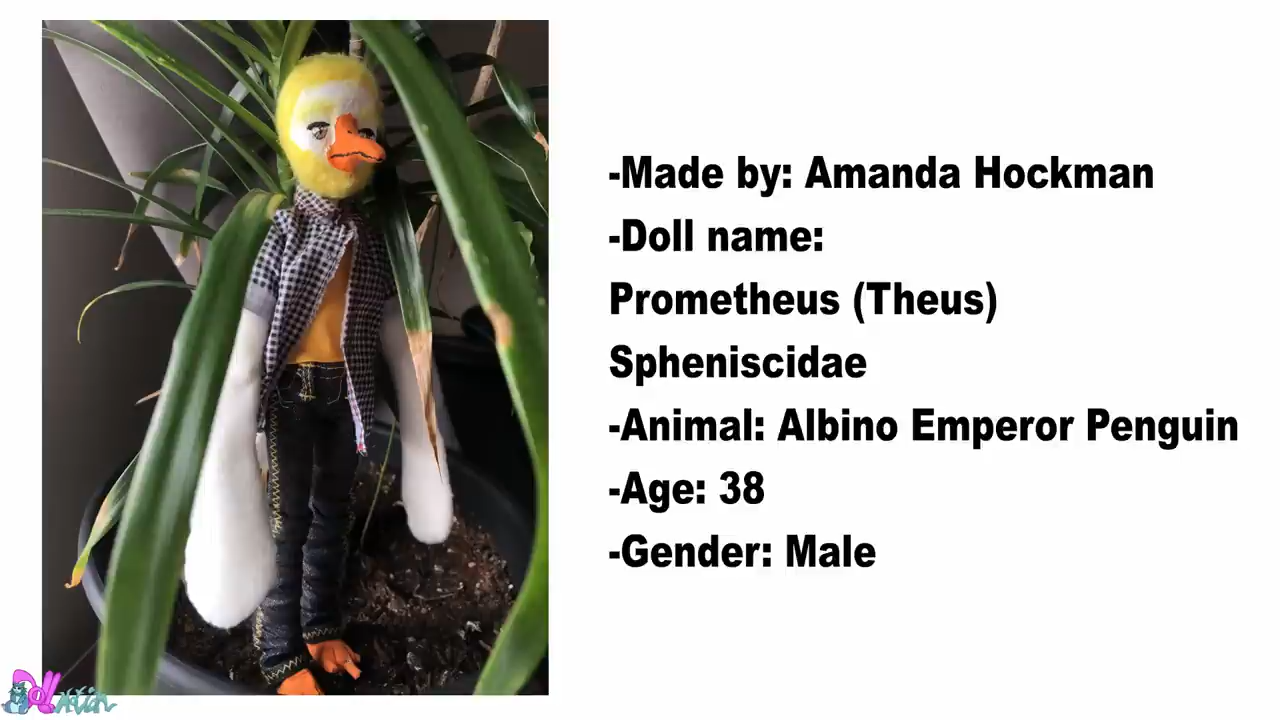 -Made by: Amanda Hockman
-Doll name:
Prometheus (Theus)
Spheniscidae
-Animal: Albino Emperor Penguin
-Age: 38
-Gender: Male